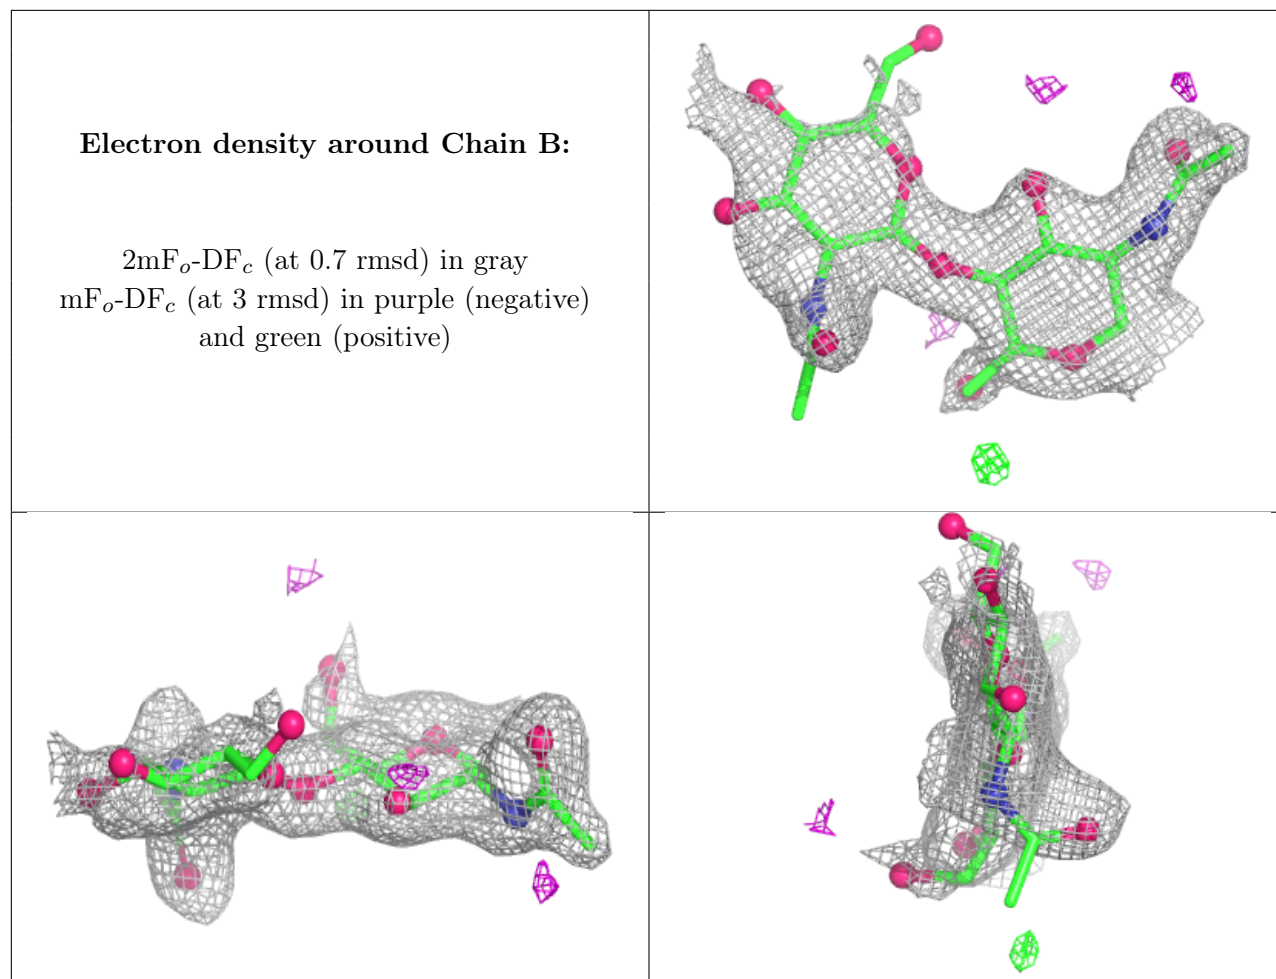 Electron density around Chain B:
2mFo-DFc (at 0.7 rmsd) in gray
mFo-DFc (at 3 rmsd) in purple (negative)
and green (positive)